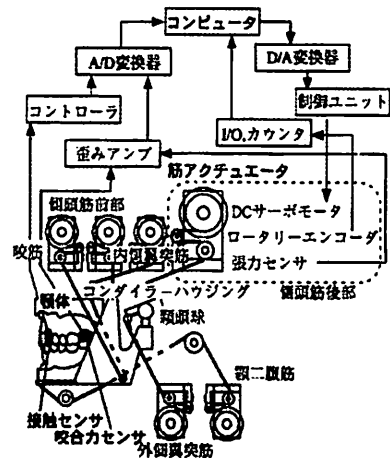 コンピュータ
A/D変換器
D/A変換器
コントローラ
制御ユニット
I/O,カウンタ
歪みアンプ
筋アクチュエータ
側頭筋前部
DCサーボモータ
咬筋
内側翼突筋
ロータリーエンコーダ
張力センサ
コンダイラーハウジング
側頭筋後部
顎体
顆頭球
顎二腹筋
接触センサ
咬合力センサ
外側翼突筋